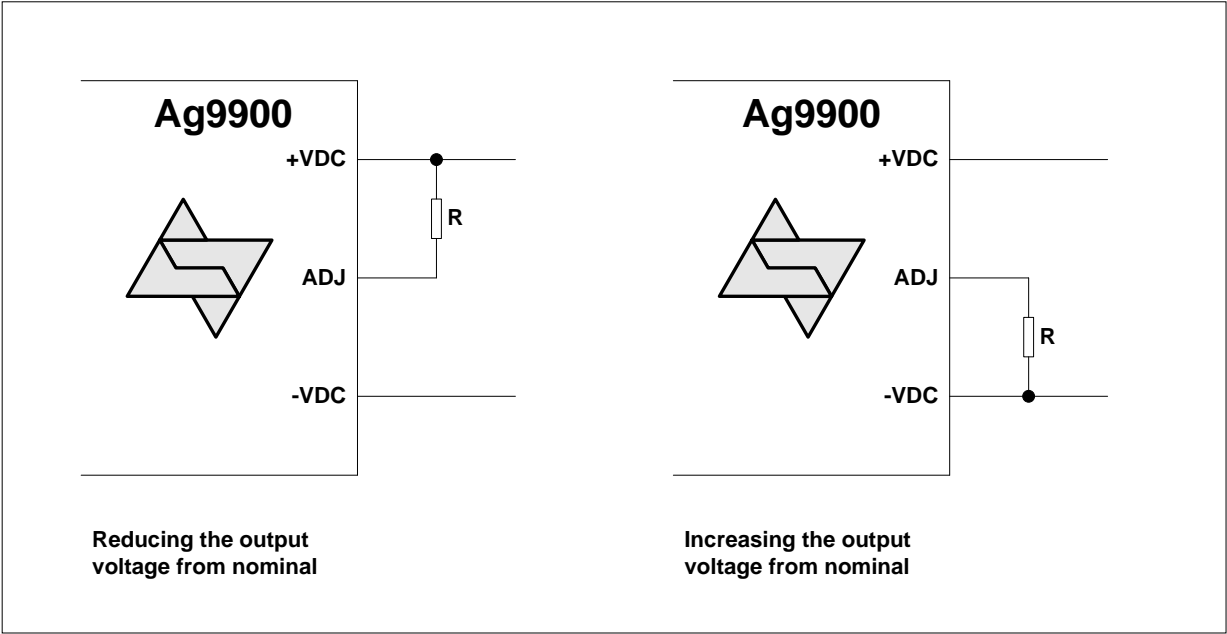 Ag9900
+VDC
R
ADJ
-VDC
Reducing the output
voltage from nominal
Ag9900
+VDC
ADJ
R
-VDC
Increasing the output
voltage from nominal